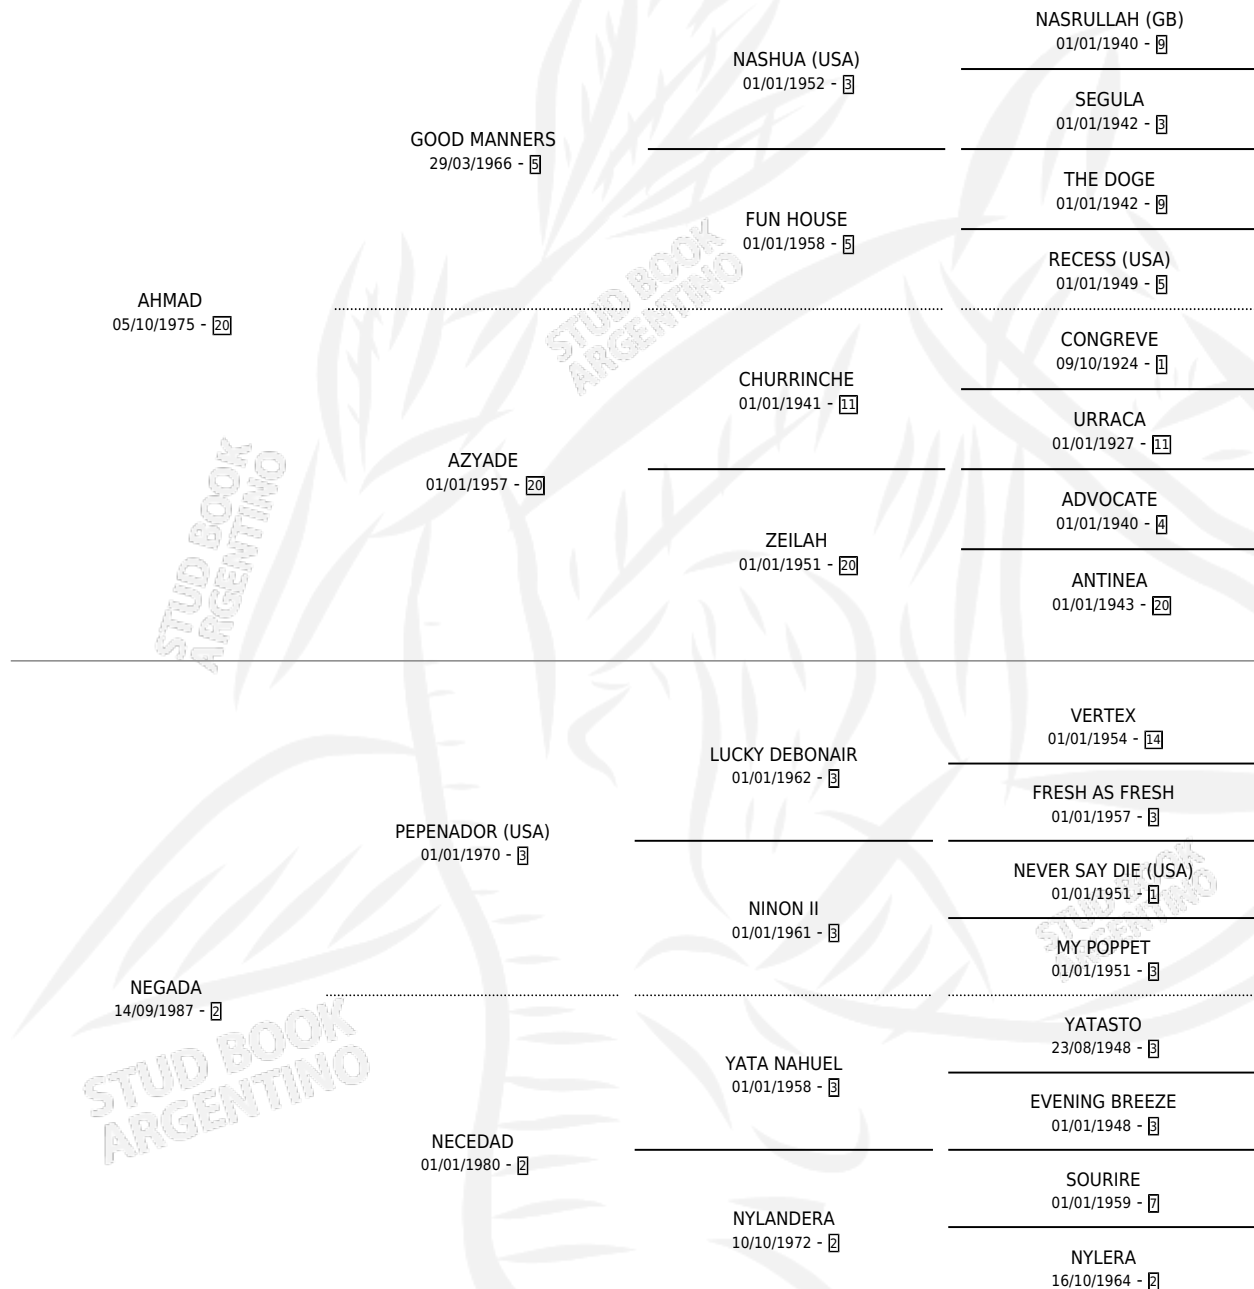 AHMAD
05/10/1975 - 20
GOOD MANNERS
29/03/1966 - 5
NASHUA (USA)
01/01/1952 - 3
NASRULLAH (GB)
01/01/1940 - 9
SEGULA
01/01/1942 - 3
FUN HOUSE
01/01/1958 - 5
THE DOGE
01/01/1942 - 9
RECESS (USA)
01/01/1949 - 5
AZYADE
01/01/1957 - 20
CHURRINCHE
01/01/1941 - 11
CONGREVE
09/10/1924 - 1
URRACA
01/01/1927 - 11
ZEILAH
01/01/1951 - 20
ADVOCATE
01/01/1940 - 4
ANTINEA
01/01/1943 - 20
NEGADA
14/09/1987 - 2
PEPENADOR (USA)
01/01/1970 - 3
LUCKY DEBONAIR
01/01/1962 - 3
VERTEX
01/01/1954 - 14
FRESH AS FRESH
01/01/1957 - 3
NINON II
01/01/1961 - 3
NEVER SAY DIE (USA)
01/01/1951 - 1
MY POPPET
01/01/1951 - 3
NECEDAD
01/01/1980 - 2
YATA NAHUEL
01/01/1958 - 3
YATASTO
23/08/1948 - 3
EVENING BREEZE
01/01/1948 - 3
NYLANDERA
10/10/1972 - 2
SOURIRE
01/01/1959 - 7
NYLERA
16/10/1964 - 2
STUD BOOK
ARGENTINO
STUD BOOK
ARGENTINO
STUD BOOK
ARGENTINO
STUD BOOK
ARGENTINO